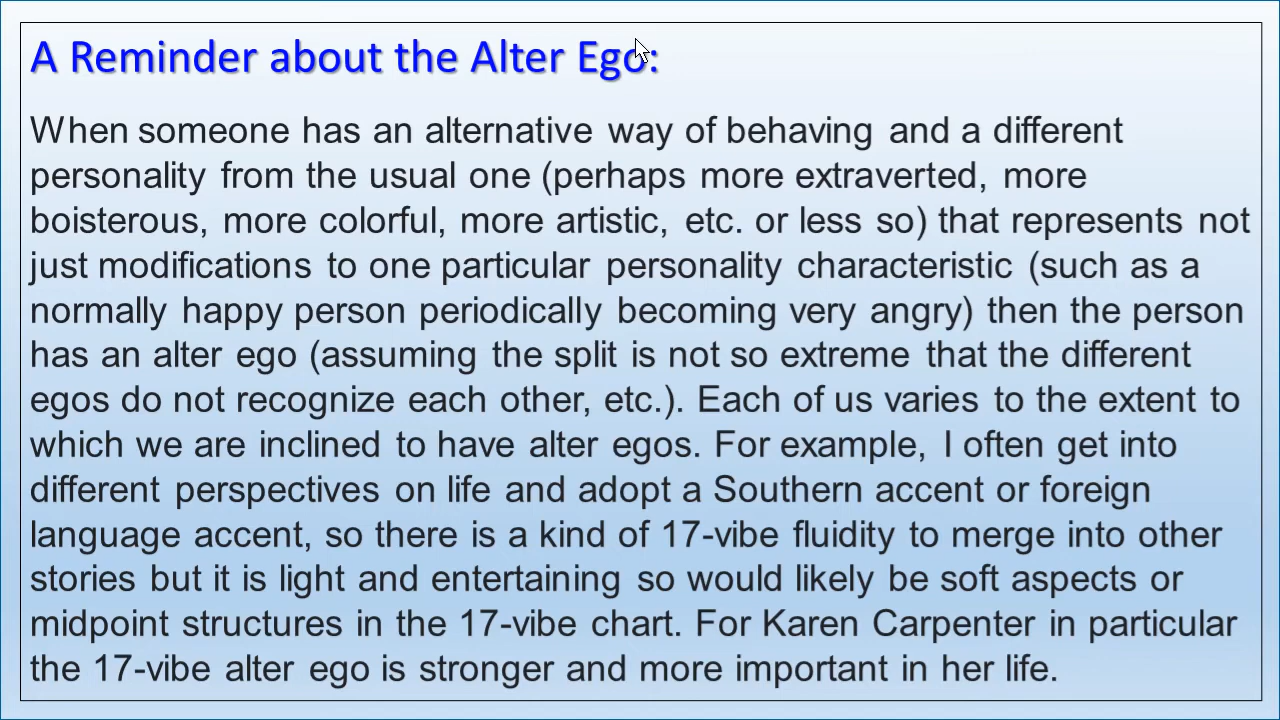 A Reminder about the Alter Ego:
When someone has an alternative way of behaving and a different
personality from the usual one (perhaps more extraverted, more
boisterous, more colorful, more artistic, etc. or less so) that represents not
just modifications to one particular personality characteristic (such as a
normally happy person periodically becoming very angry) then the person
has an alter ego (assuming the split is not so extreme that the different
egos do not recognize each other, etc.). Each of us varies to the extent to
which we are inclined to have alter egos. For example, I often get into
different perspectives on life and adopt a Southern accent or foreign
language accent, so there is a kind of 17-vibe fluidity to merge into other
stories but it is light and entertaining so would likely be soft aspects or
midpoint structures in the 17-vibe chart. For Karen Carpenter in particular
the 17-vibe alter ego is stronger and more important in her life.